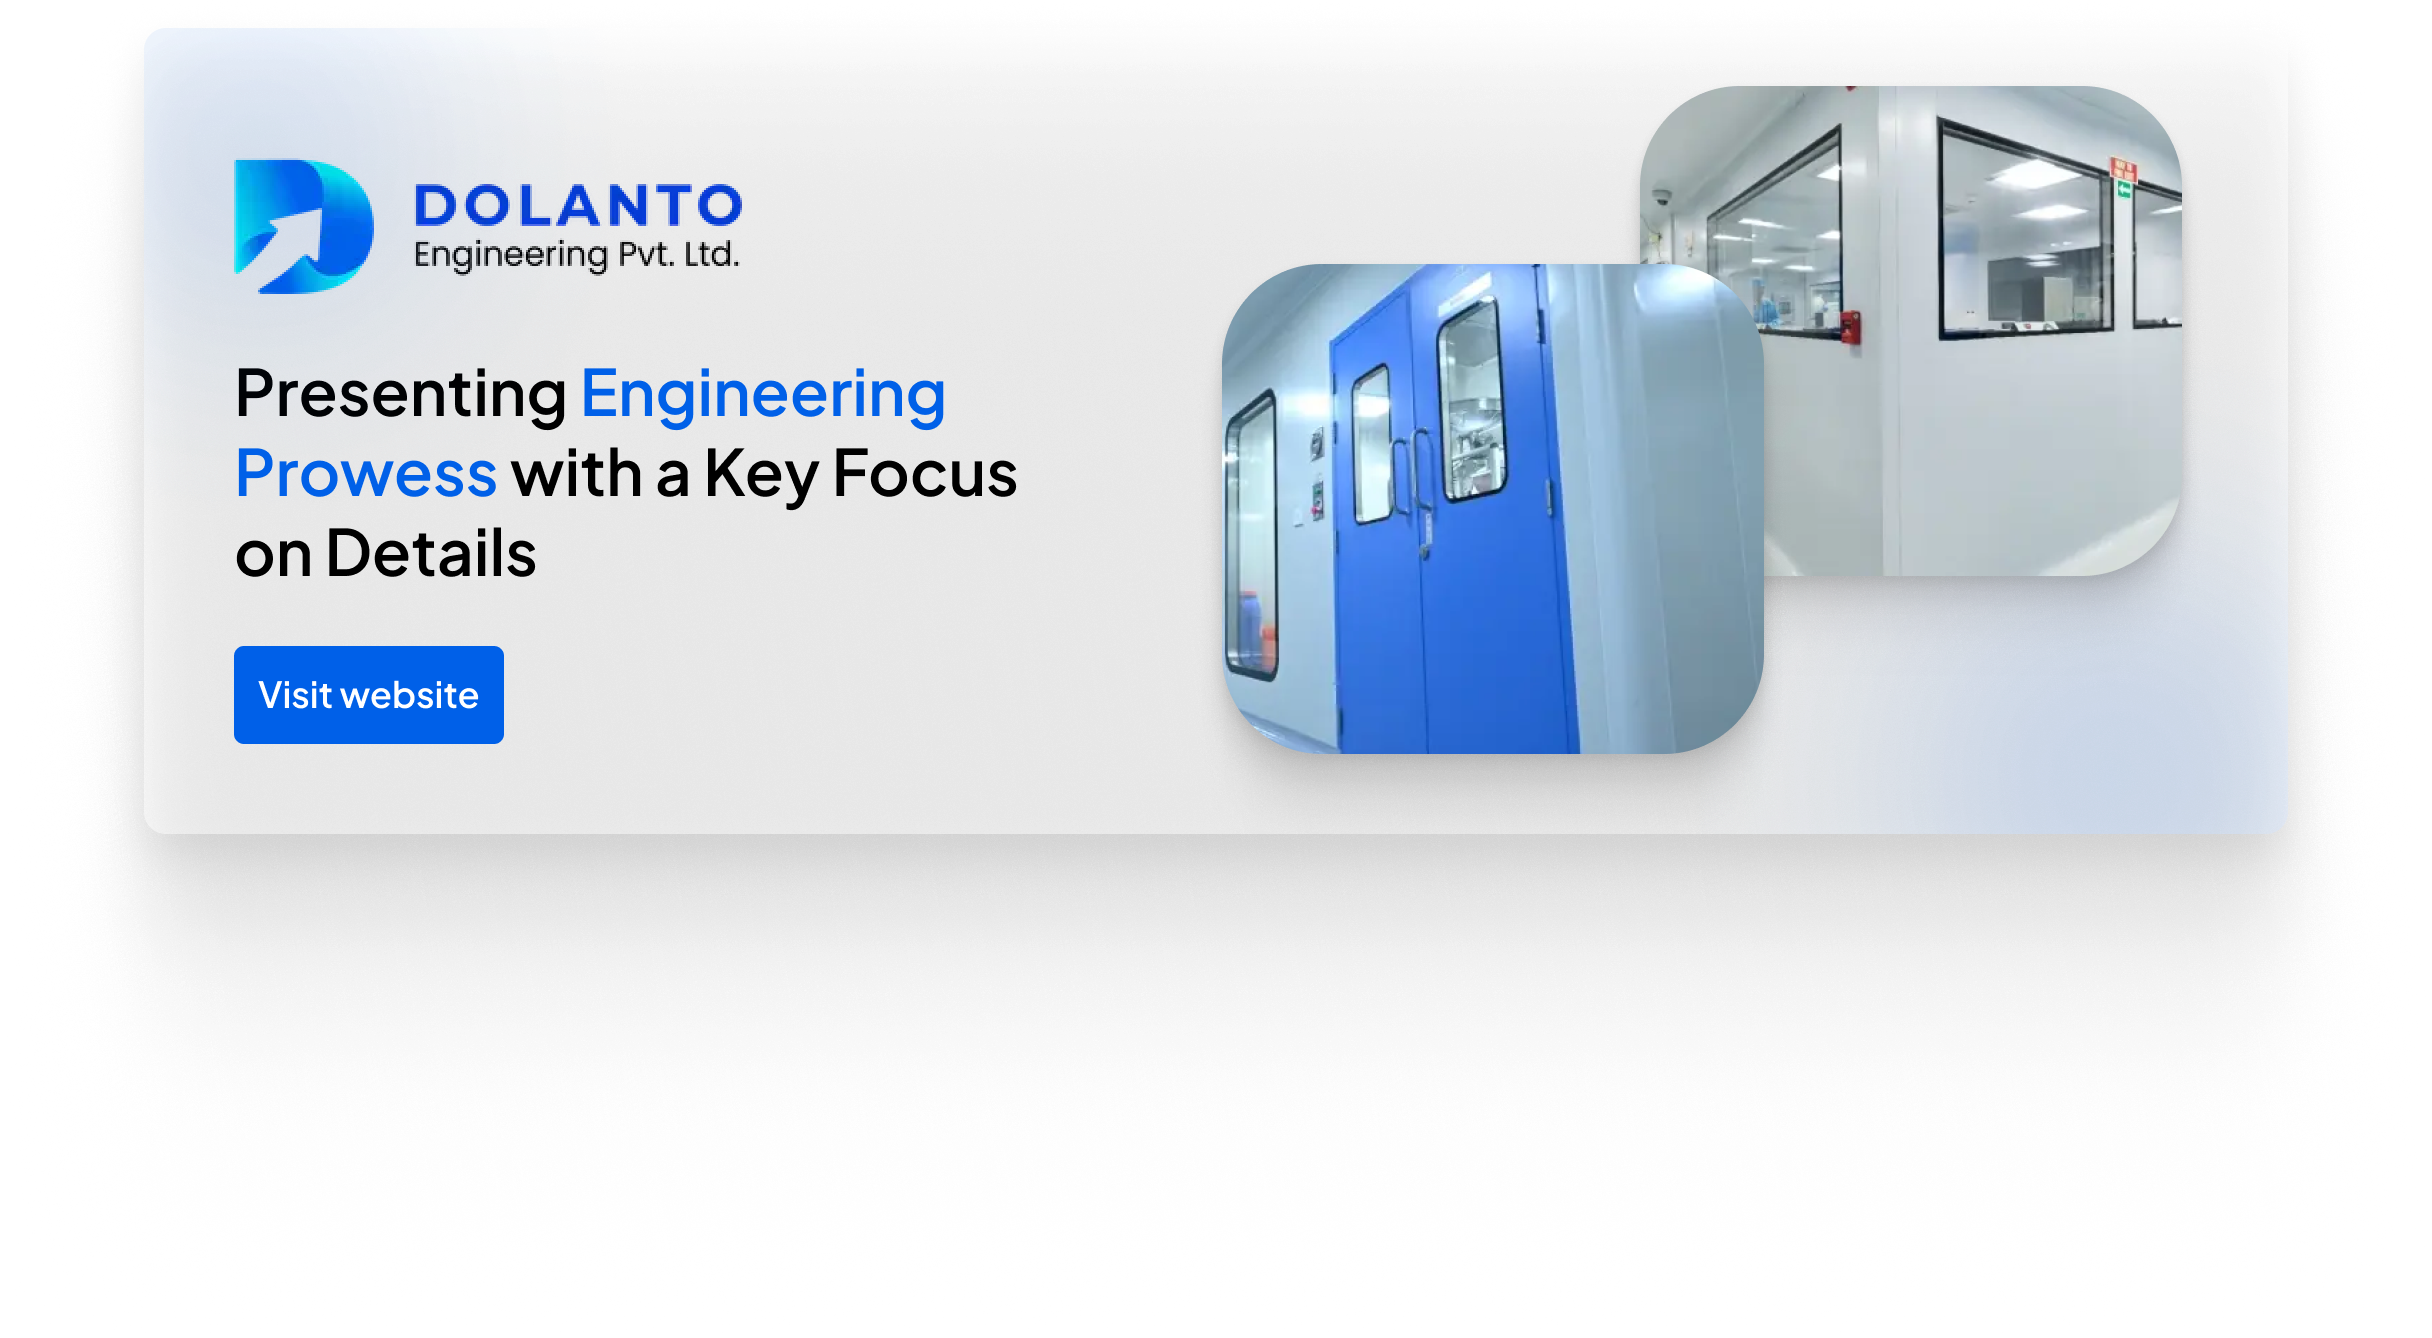 DOLANTO
Engineering Pvt. Ltd.
Presenting Engineering
Prowess with a Key Focus
on Details
Visit website